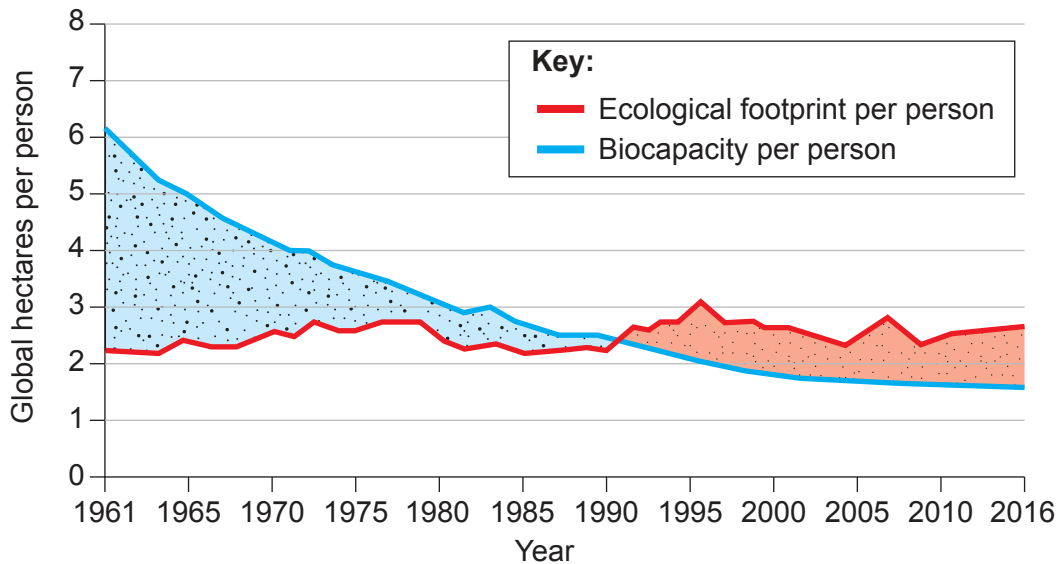 Global hectares per person
8
7
6
5
4
3
2
1
0
Key:
Ecological footprint per person
Biocapacity per person
1961 1965 1970 1975 1980 1985 1990 1995 2000 2005 2010 2016
Year